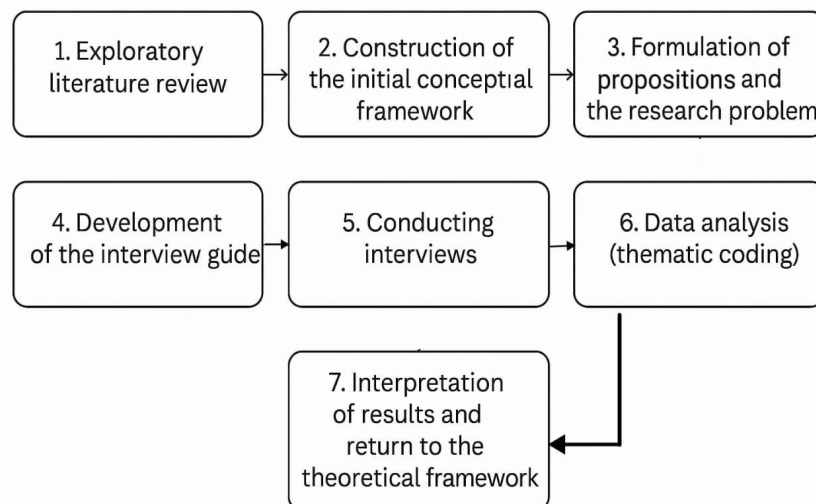 1. Exploratory
literature review
2. Construction of
the initial conceptıal
framework
3. Formulation of
propositions and
the research problem
4. Development
of the interview gude
5. Conducting
interviews
6. Data analysis
(thematic coding)
7. Interpretation
of results and
return to the
theoretical framework